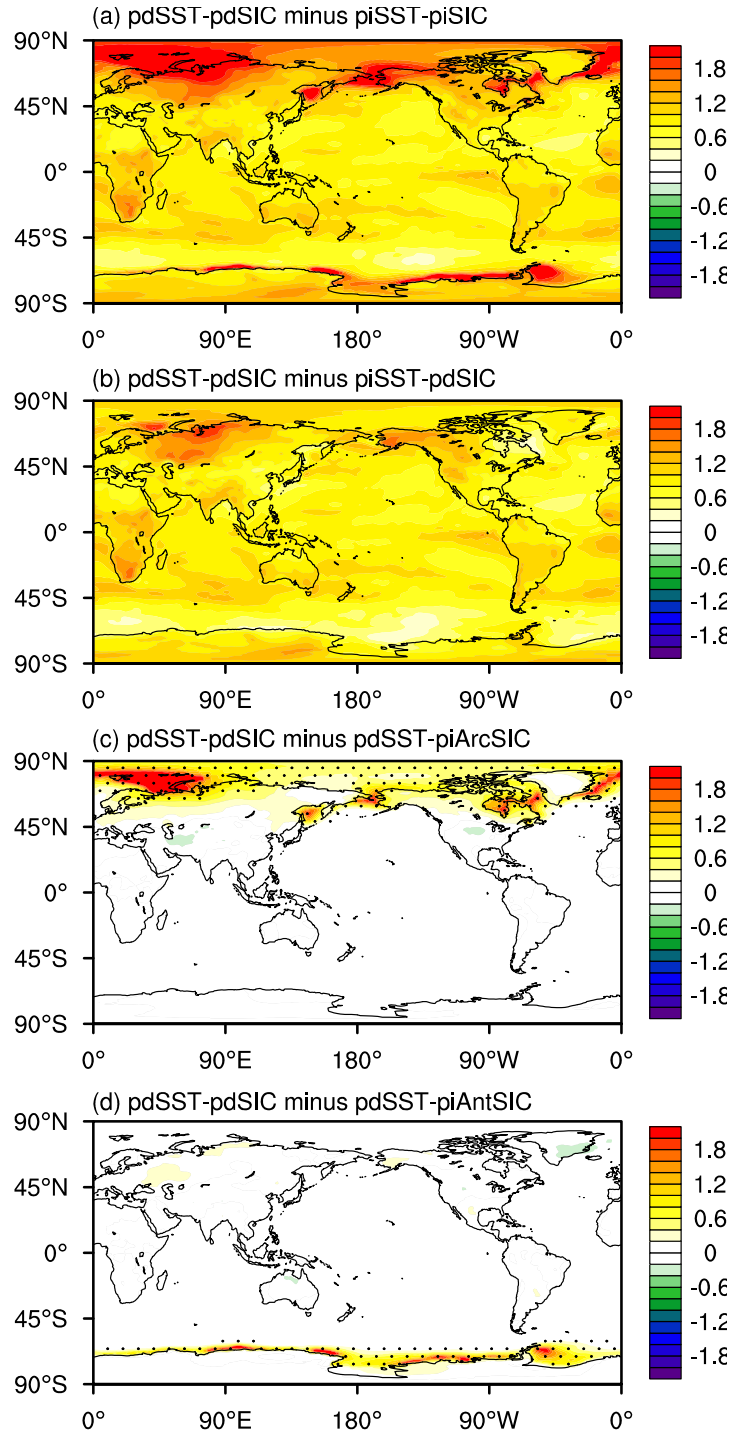 (a) pdSST-pdSIC minus piSST-piSIC
90°N
45°N
0°
45°S
90°S
0° 90°E 180° 90°W 0°
1.8
1.2
0.6
0
-0.6
-1.2
-1.8
(b) pdSST-pdSIC minus piSST-pdSIC
90°N
45°N
0°
45°S
90°S
0° 90°E 180° 90°W 0°
1.8
1.2
0.6
0
-0.6
-1.2
-1.8
(c) pdSST-pdSIC minus pdSST-piArcSIC
90°N
45°N
0°
45°S
90°S
0° 90°E 180° 90°W 0°
1.8
1.2
0.6
0
-0.6
-1.2
-1.8
(d) pdSST-pdSIC minus pdSST-piAntSIC
90°N
45°N
0°
45°S
90°S
0° 90°E 180° 90°W 0°
1.8
1.2
0.6
0
-0.6
-1.2
-1.8